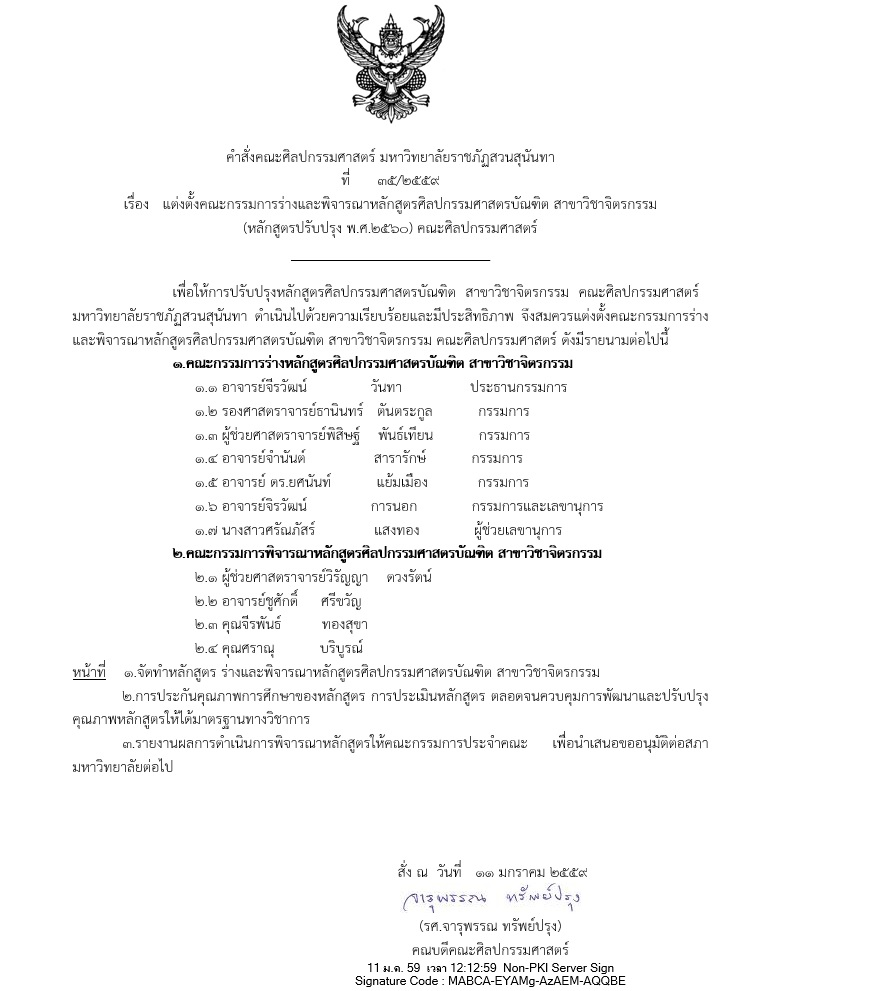 คำสั่งคณะศิลปกรรมศาสตร์ มหาวิทยาลัยราชภัฏสวนสุนันทา
ที่ ๓๕/๒๕๕๙
เรื่อง แต่งตั้งคณะกรรมการร่างและพิจารณาหลักสูตรศิลปกรรมศาสตรบัณฑิต สาขาวิชาจิตรกรรม
(หลักสูตรปรับปรุง พ.ศ.๒๕๖๐) คณะศิลปกรรมศาสตร์
เพื่อให้การปรับปรุงหลักสูตรศิลปกรรมศาสตรบัณฑิต สาขาวิชาจิตรกรรม คณะศิลปกรรมศาสตร์
มหาวิทยาลัยราชภัฏสวนสุนันทา ดำเนินไปด้วยความเรียบร้อยและมีประสิทธิภาพ จึงสมควรแต่งตั้งคณะกรรมการร่าง
และพิจารณาหลักสูตรศิลปกรรมศาสตรบัณฑิต สาขาวิชาจิตรกรรม คณะศิลปกรรมศาสตร์ ดังมีรายนามต่อไปนี้
๑.คณะกรรมการร่างหลักสูตรศิลปกรรมศาสตรบัณฑิต สาขาวิชาจิตรกรรม
๑.๑ อาจารย์จีรวัฒน์ วันทา ประธานกรรมการ
๑.๒ รองศาสตราจารย์ธานินทร์ ตันตระกูล กรรมการ
๑.๓ ผู้ช่วยศาสตราจารย์พิสิษฐ์ พันธ์เทียน กรรมการ
๑.๔ อาจารย์จำนันต์ สารารักษ์ กรรมการ
๑.๕ อาจารย์ ดร.ยศนันท์ แย้มเมือง กรรมการ
๑.๖ อาจารย์จิรวัฒน์ การนอก กรรมการและเลขานุการ
๑.๗ นางสาวศรัณภัสร์ แสงทอง ผู้ช่วยเลขานุการ
๒.คณะกรรมการพิจารณาหลักสูตรศิลปกรรมศาสตรบัณฑิต สาขาวิชาจิตรกรรม
๒.๑ ผู้ช่วยศาสตราจารย์วิรัญญา ดวงรัตน์
๒.๒ อาจารย์ชูศักดิ์ ศรีขวัญ
๒.๓ คุณจีรพันธ์ ทองสุขา
๒.๔ คุณศราณุ บริบูรณ์
หน้าที่ ๑.จัดทำหลักสูตร ร่างและพิจารณาหลักสูตรศิลปกรรมศาสตรบัณฑิต สาขาวิชาจิตรกรรม
๒.การประกันคุณภาพการศึกษาของหลักสูตร การประเมินหลักสูตร ตลอดจนควบคุมการพัฒนาและปรับปรุง
คุณภาพหลักสูตรให้ได้มาตรฐานทางวิชาการ
๓.รายงานผลการดำเนินการพิจารณาหลักสูตรให้คณะกรรมการประจำคณะ เพื่อนำเสนอขออนุมัติต่อสภา
มหาวิทยาลัยต่อไป
สั่ง ณ วันที่ ๑๑ มกราคม ๒๕๕๙
จารุพรรณ ทรัพย์ปรุง
(รศ.จารุพรรณ ทรัพย์ปรุง)
คณบดีคณะศิลปกรรมศาสตร์
11 ม.ค. 59 เวลา 12:12:59 Non-PKI Server Sign
Signature Code : MABCA-EYAMg-AzAEM-AQQBE